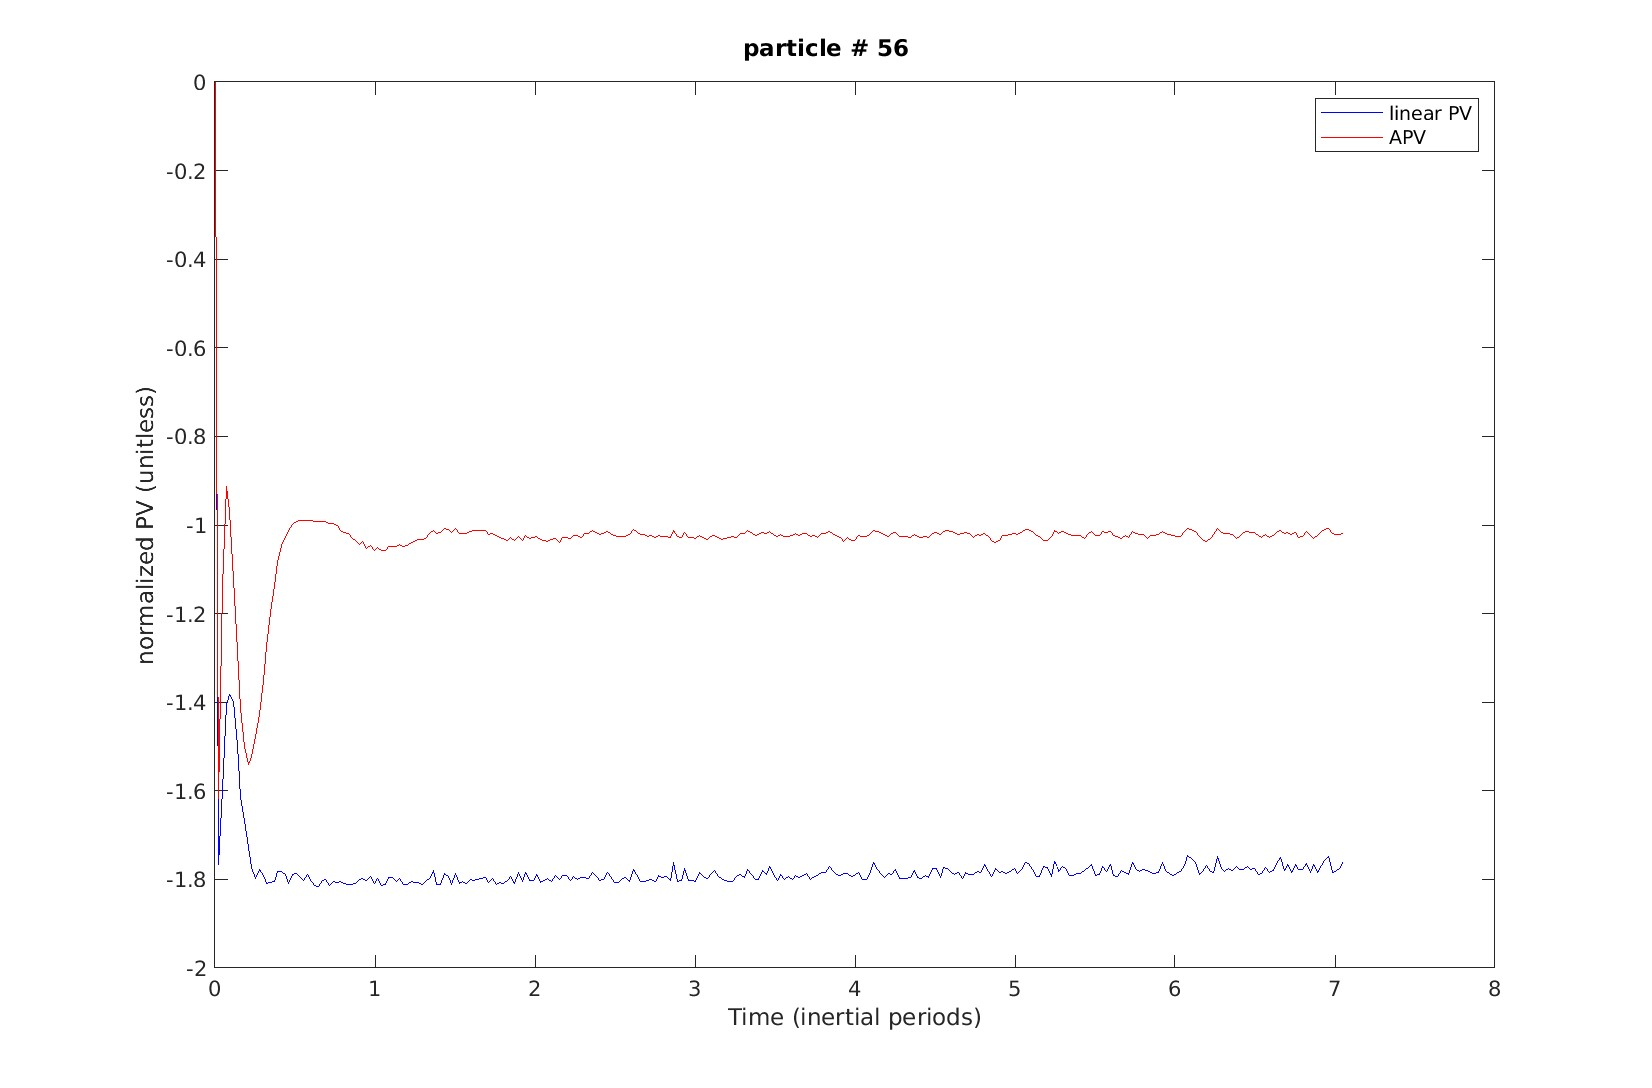 particle # 56
linear PV
APV
normalized PV (unitless)
0
-0.2
-0.4
-0.6
-0.8
-1
-1.2
-1.4
-1.6
-1.8
-2
0 1 2 3 4 5 6 7 8
Time (inertial periods)